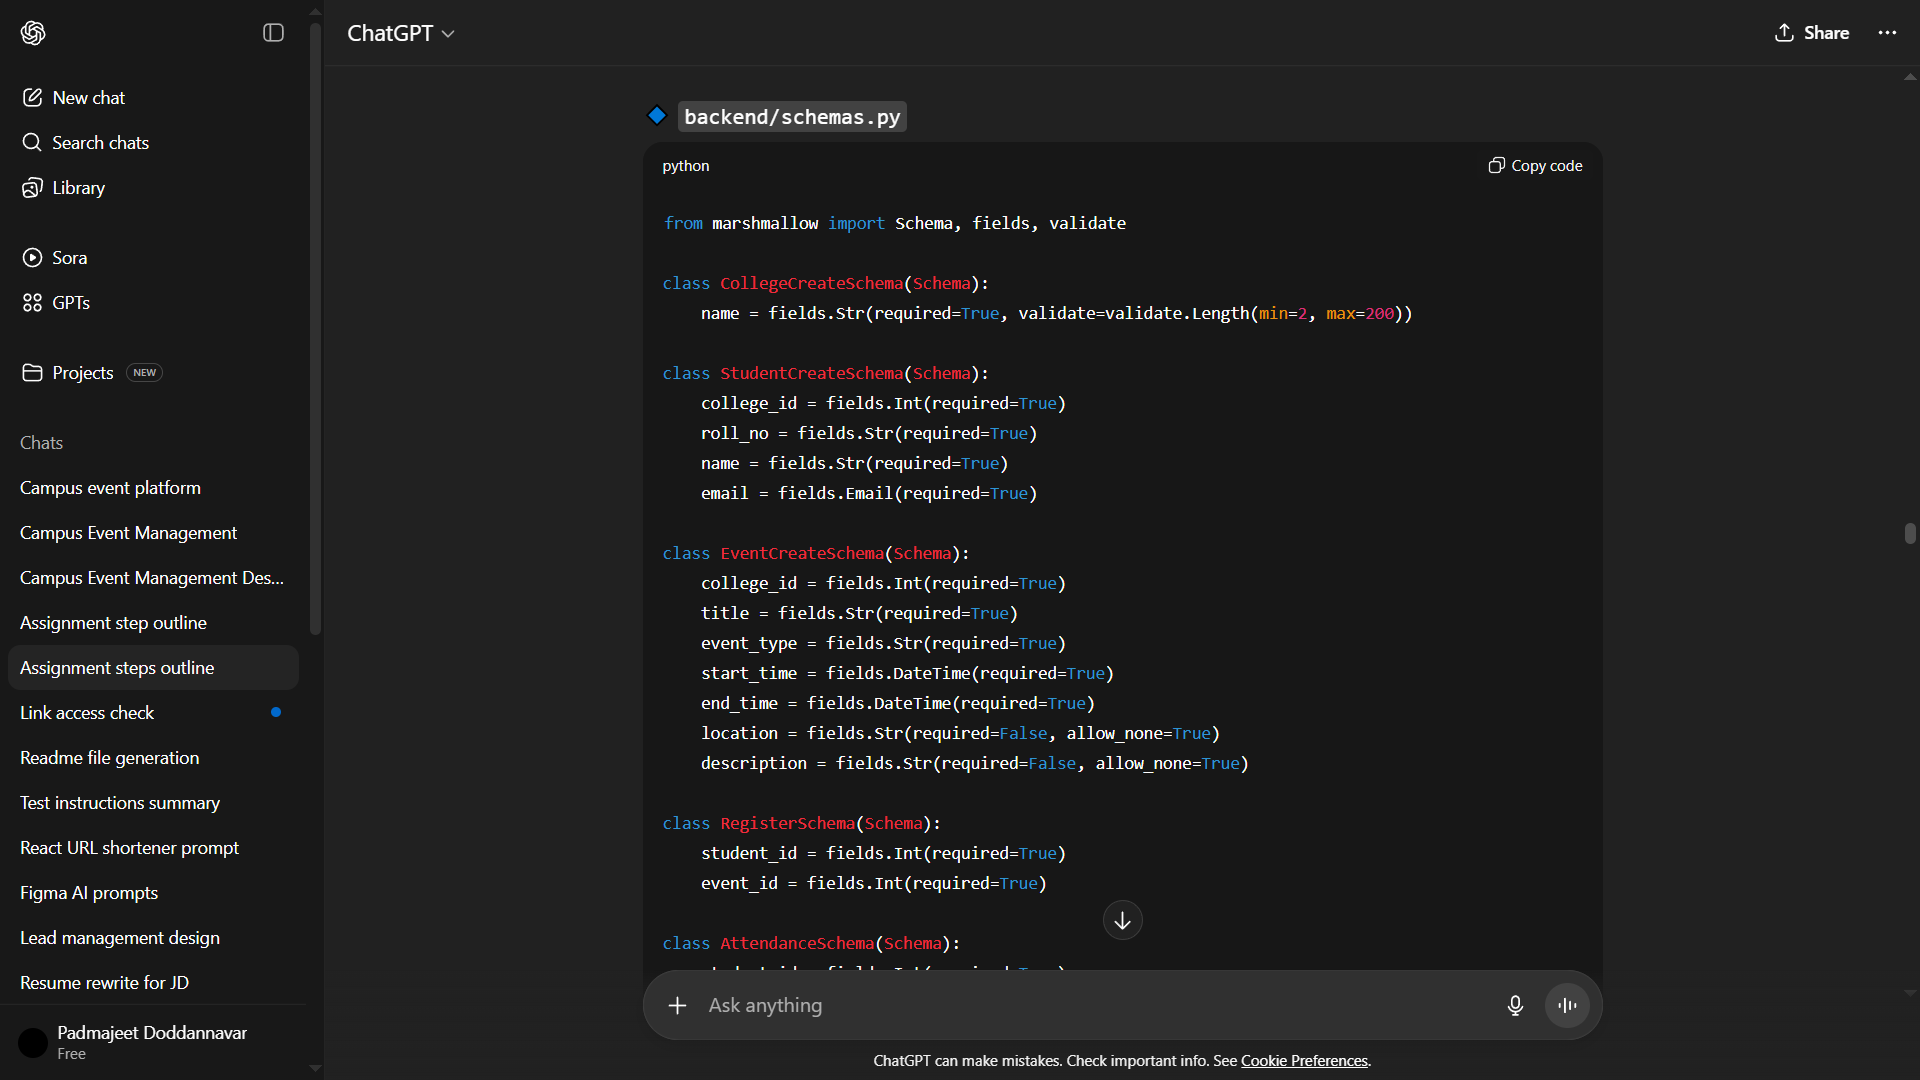 ChatGPT
Share
New chat
Search chats
Library
Sora
GPTs
Projects NEW
Chats
Campus event platform
Campus Event Management
Campus Event Management Des...
Assignment step outline
Assignment steps outline
Link access check
Readme file generation
Test instructions summary
React URL shortener prompt
Figma AI prompts
Lead management design
Resume rewrite for JD
Padmajeet Doddannavar
Free
backend/schemas.py
python
Copy code
from marshmallow import Schema, fields, validate
class CollegeCreateSchema(Schema):
    name = fields.Str(required=True, validate=validate.Length(min=2, max=200))
class StudentCreateSchema(Schema):
    college_id = fields.Int(required=True)
    roll_no = fields.Str(required=True)
    name = fields.Str(required=True)
    email = fields.Email(required=True)
class EventCreateSchema(Schema):
    college_id = fields.Int(required=True)
    title = fields.Str(required=True)
    event_type = fields.Str(required=True)
    start_time = fields.DateTime(required=True)
    end_time = fields.DateTime(required=True)
    location = fields.Str(required=False, allow_none=True)
    description = fields.Str(required=False, allow_none=True)
class RegisterSchema(Schema):
    student_id = fields.Int(required=True)
    event_id = fields.Int(required=True)
class AttendanceSchema(Schema):
Ask anything
ChatGPT can make mistakes. Check important info. See Cookie Preferences.